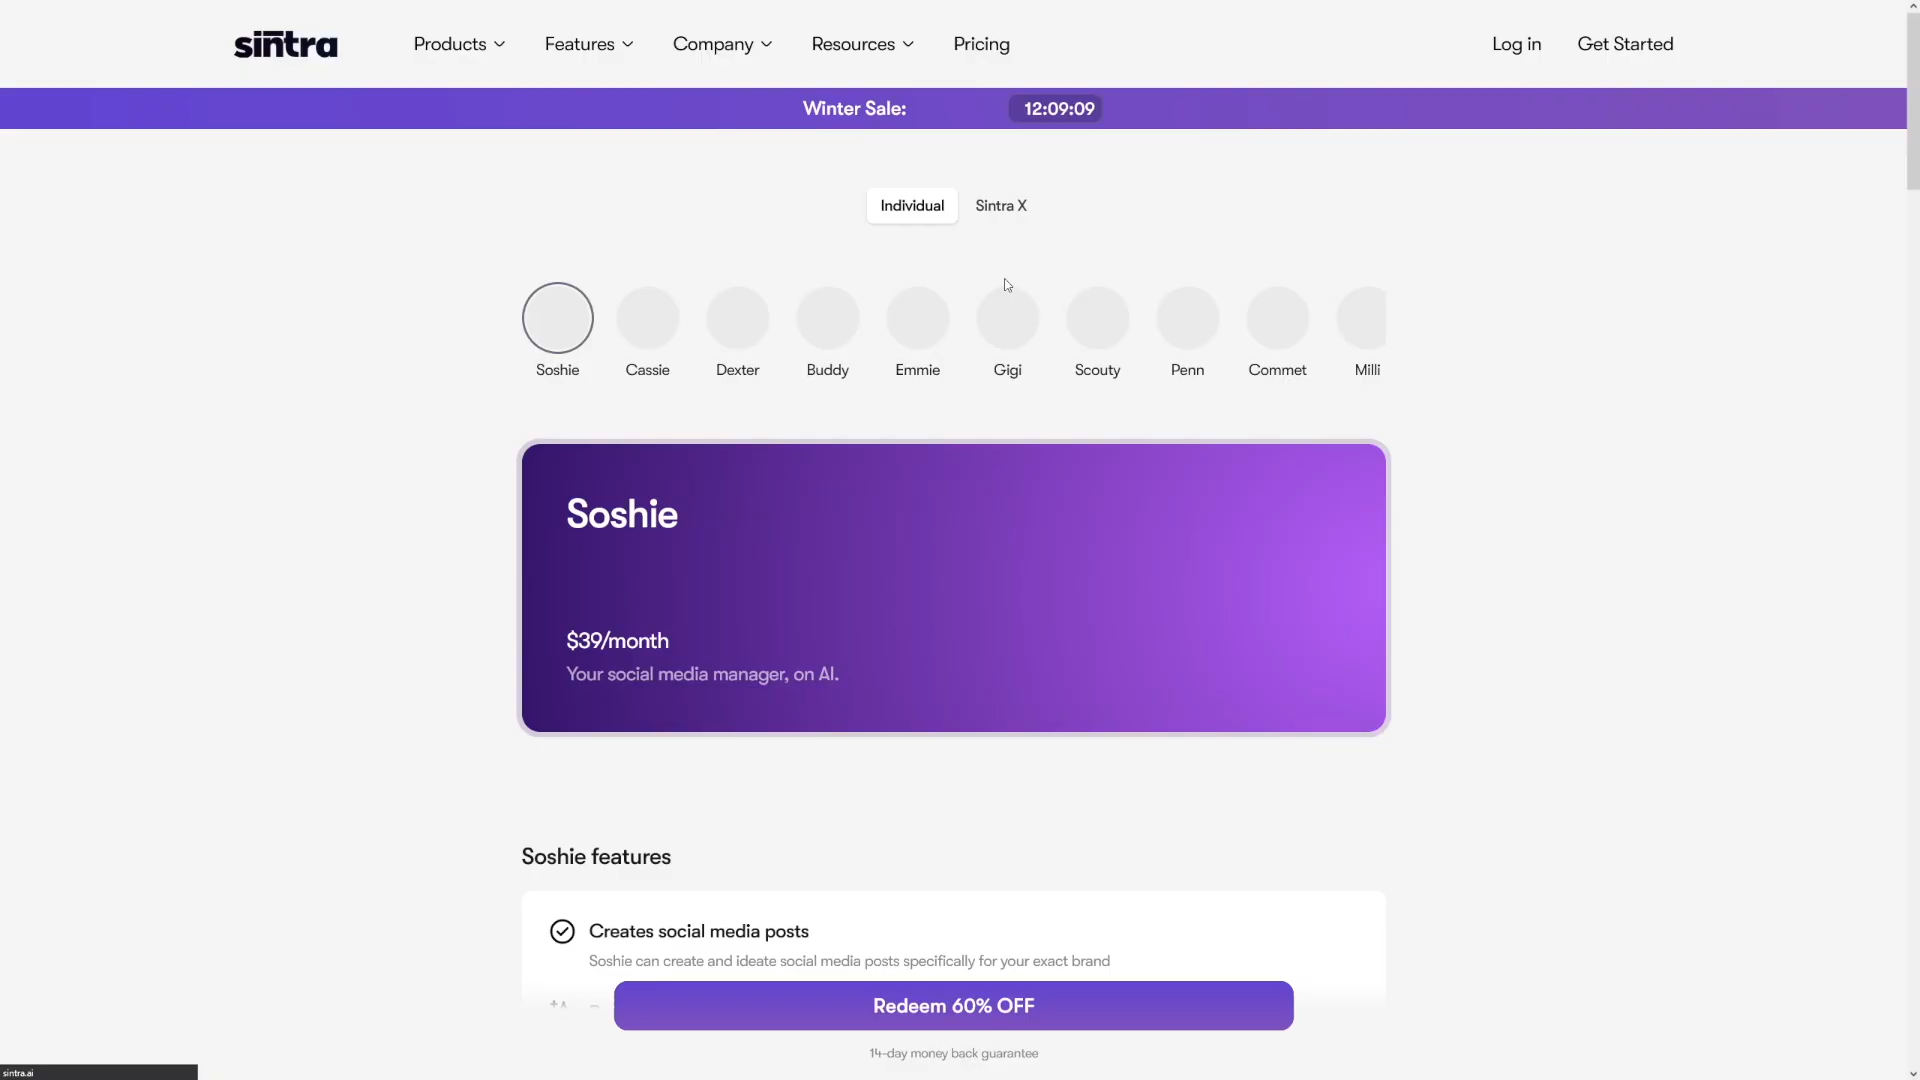 sintra
Products
Features
Company
Resources
Pricing
Log in
Get Started
Winter Sale:
12:09:09
Individual
Sintra X
Soshie
Cassie
Dexter
Buddy
Emmie
Gigi
Scouty
Penn
Commet
Milli
Soshie
$39/month
Your social media manager, on AI.
Soshie features
Creates social media posts
Soshie can create and ideate social media posts specifically for your exact brand
Redeem 60% OFF
14-day money back guarantee
sintra.ai